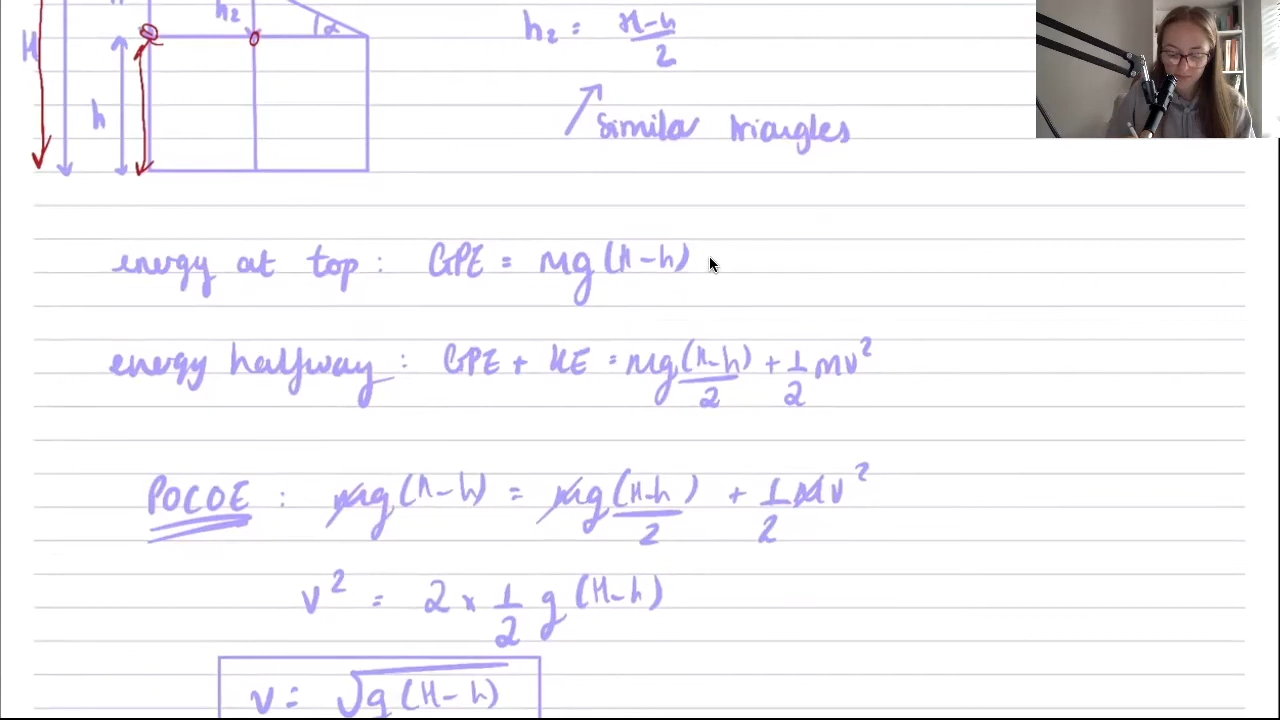 h₂
α
H
h
h₂ = H-h / 2
similar triangles
energy at top : GPE = mg(H-h)
energy halfway : GPE + KE = mg(H-h)/2 + 1/2 mv²
POCOE : mg(H-h) = mg(H-h)/2 + 1/2 mv²
v² = 2 × 1/2 g (H-h)
v = √g(H-h)